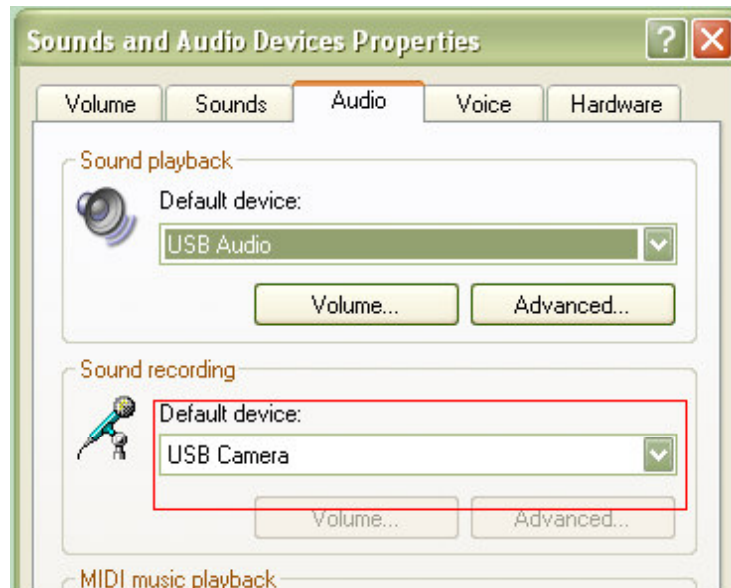 Sounds and Audio Devices Properties
?
Volume Sounds Audio Voice Hardware
Sound playback
Default device:
USB Audio
Volume... Advanced...
Sound recording
Default device:
USB Camera
Volume... Advanced...
MIDI music playback